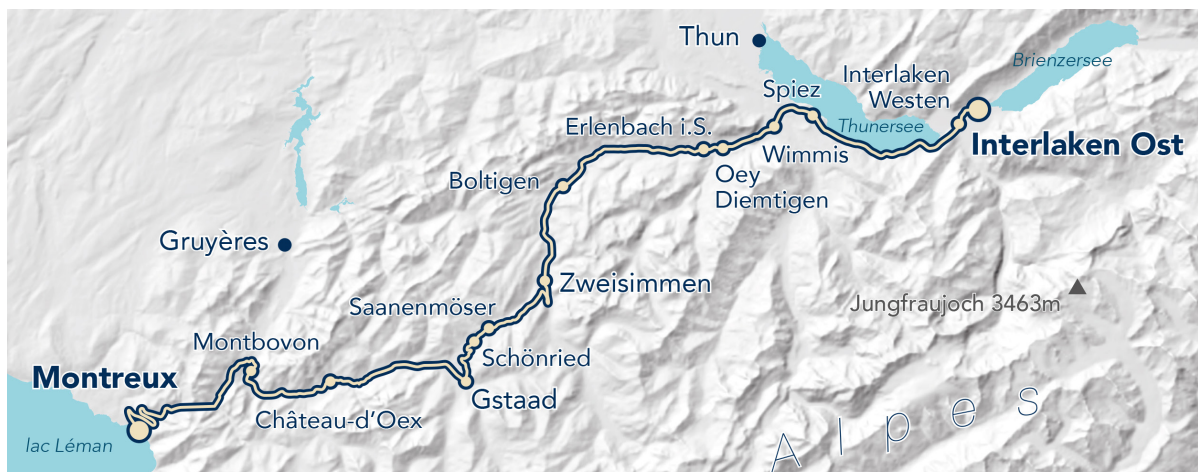 Thun
Brienzersee
Interlaken
Westen
Spiez
Thunersee
Erlenbach i.S.
Interlaken Ost
Wimmis
Oey
Diemtigen
Boltigen
Gruyères
Zweisimmen
Jungfraujoch 3463m
Saanenmöser
Montbovon
Schönried
Montreux
Gstaad
Château-d'Oex
Alpes
lac Léman